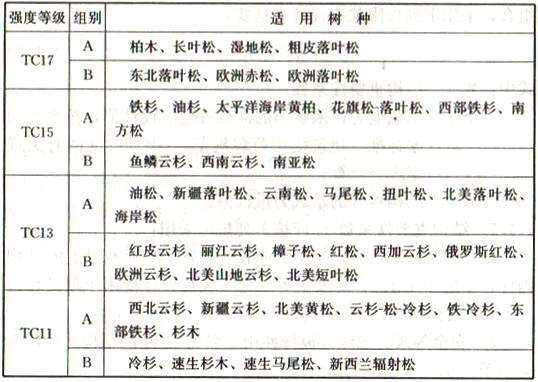 强度等级 组别 适用树种
TC17 A 柏木、长叶松、湿地松、粗皮落叶松
B 东北落叶松、欧洲赤松、欧洲落叶松
TC15 A 铁杉、油杉、太平洋海岸黄柏、花旗松-落叶松、西部铁杉、南
方松
B 鱼鳞云杉、西南云杉、南亚松
TC13 A 油松、新疆落叶松、云南松、马尾松、扭叶松、北美落叶松、
海岸松
B 红皮云杉、丽江云杉、樟子松、红松、西加云杉、俄罗斯红松、
欧洲云杉、北美山地云杉、北美短叶松
TC11 A 西北云杉、新疆云杉、北美黄松、云杉-松-冷杉、铁-冷杉、东
部铁杉、杉木
B 冷杉、速生杉木、速生马尾松、新西兰辐射松